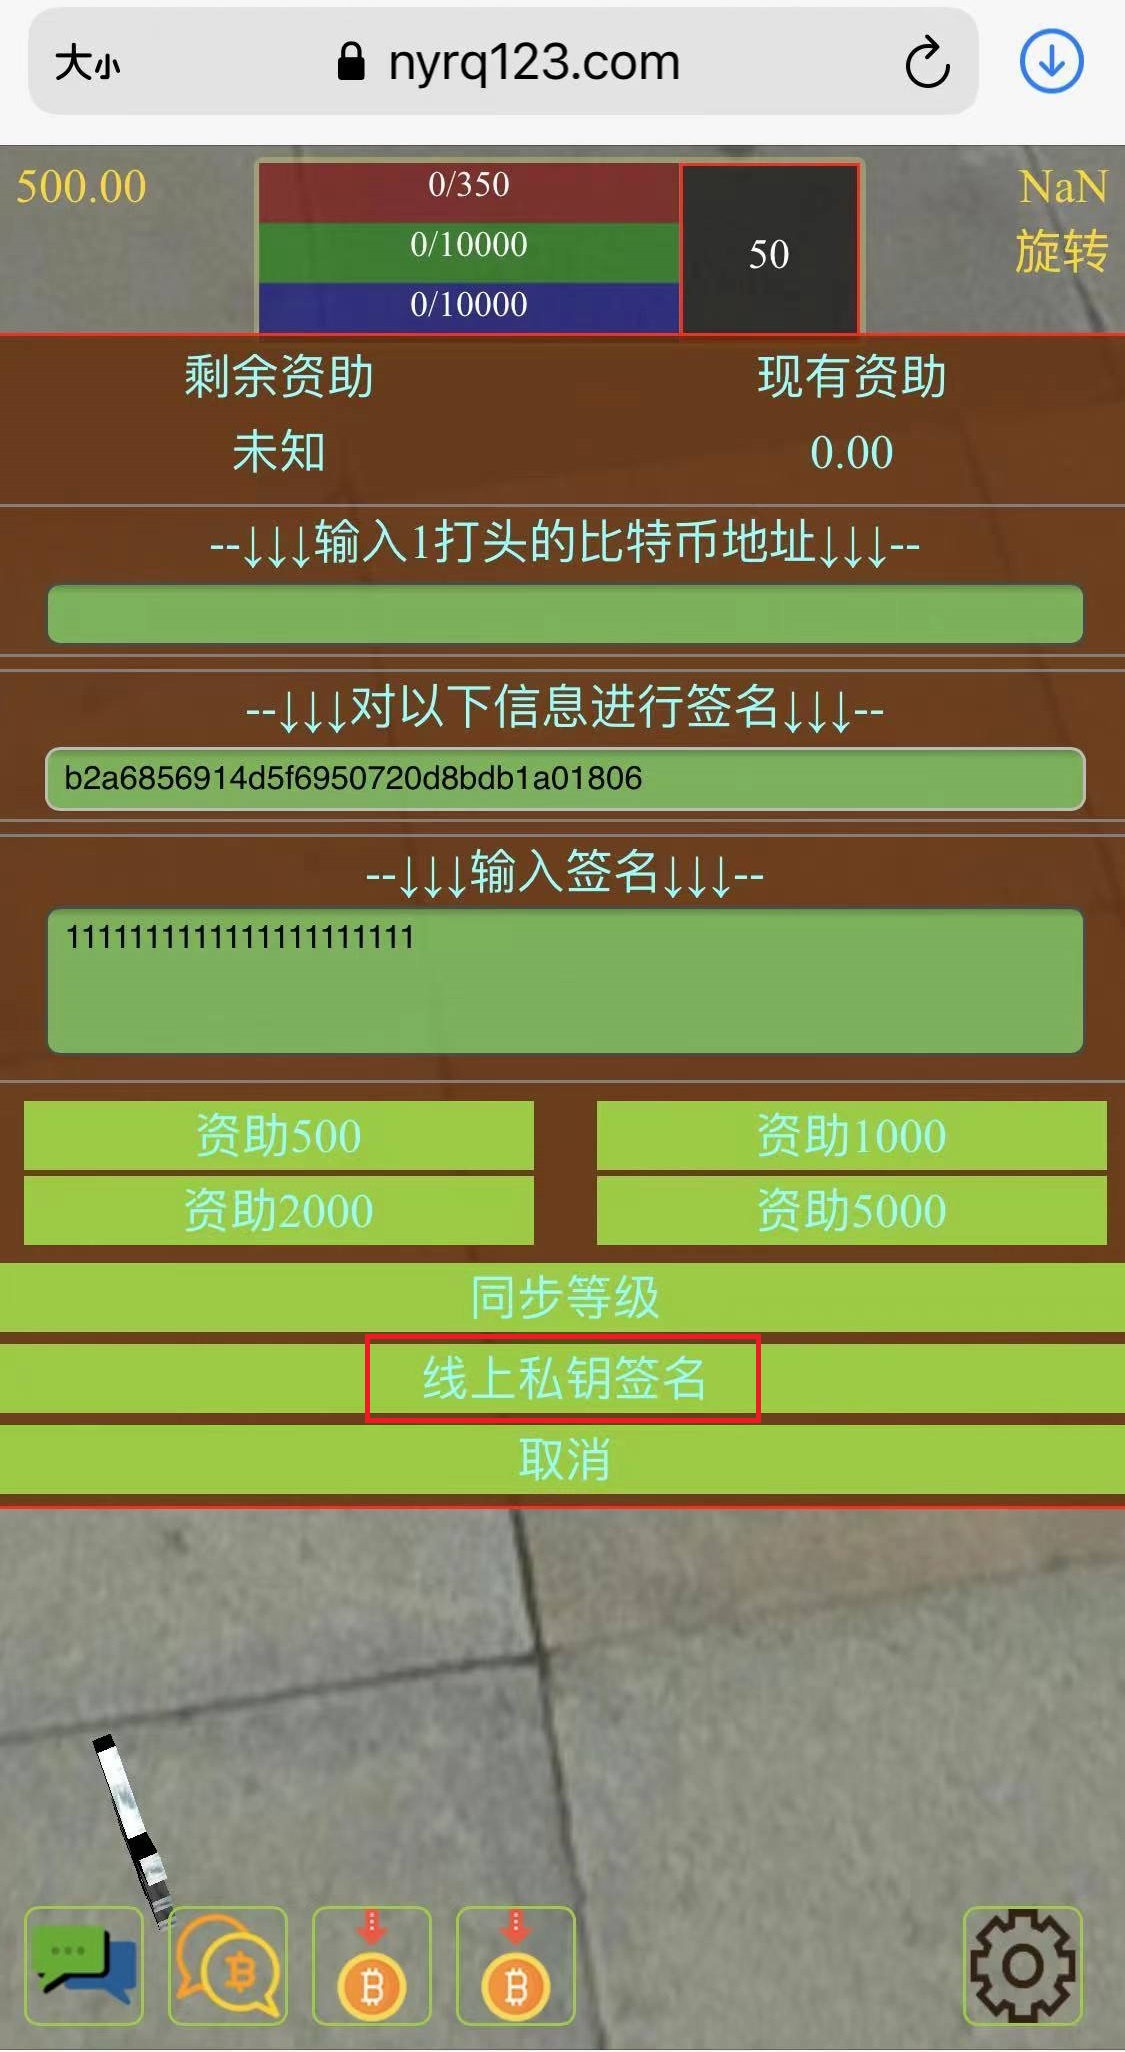 大小 nyrq123.com
500.00 0/350 NaN
0/10000 50 旋转
0/10000
剩余资助 现有资助
未知 0.00
--↓↓↓输入1打头的比特币地址↓↓↓--
--↓↓↓对以下信息进行签名↓↓↓--
b2a6856914d5f6950720d8bdb1a01806
--↓↓↓输入签名↓↓↓--
1111111111111111111111
资助500 资助1000
资助2000 资助5000
同步等级
线上私钥签名
取消